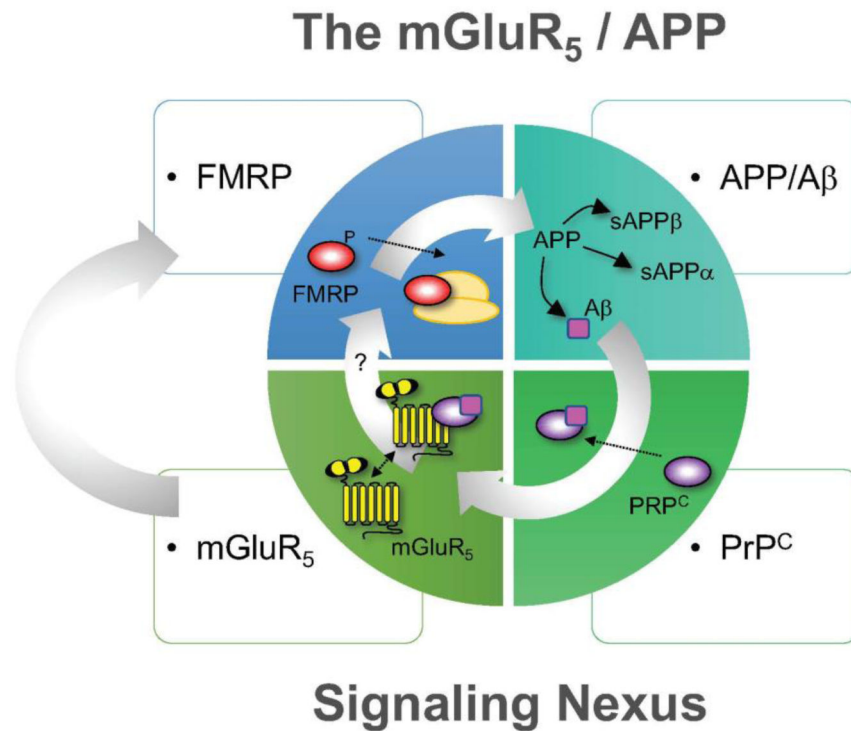 The mGluR₅ / APP
• FMRP
• APP/Aβ
P
FMRP
APP
sAPPβ
sAPPα
Aβ
?
mGluR₅
PRPᶜ
• mGluR₅
• PrPᶜ
Signaling Nexus